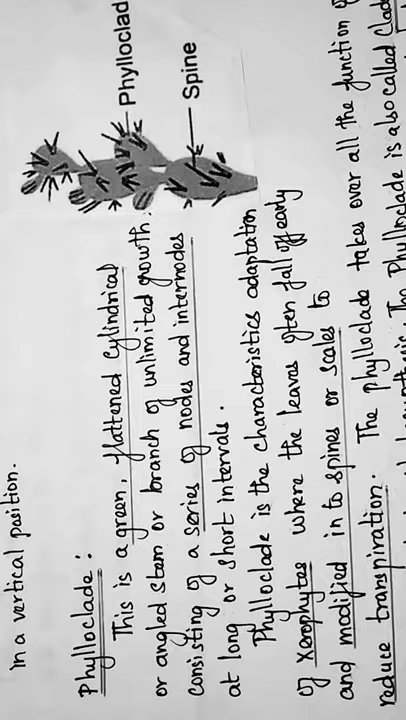 in a vertical position.
Phylloclade :
This is a green, flattened cylindrical
or angled stem or branch of unlimited growth.
consisting of a series of nodes and internodes
at long or short intervals.
Phylloclad
Spine
Phylloclade is the characteristics adaptation
of xerophytes where the leaves often fall off early
and modified in to spines or scales to
reduce transpiration. The phylloclade takes over all the function of
The Phylloclade is also called